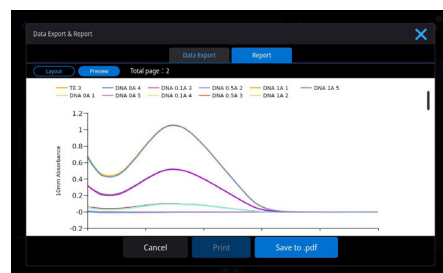 Data Export & Report
Data Export Report
Layout Preview Total page : 2
TE 3 DNA 0A 4 DNA 0.1A 3 DNA 0.5A 2 DNA 1A 1 DNA 1A 5
DNA 0A 1 DNA 0A 5 DNA 0.1A 4 DNA 0.5A 3 DNA 1A 2
1.2
1
0.8
0.6
0.4
0.2
-0
-0.2
10mm Absorbance
Cancel Print Save to .pdf